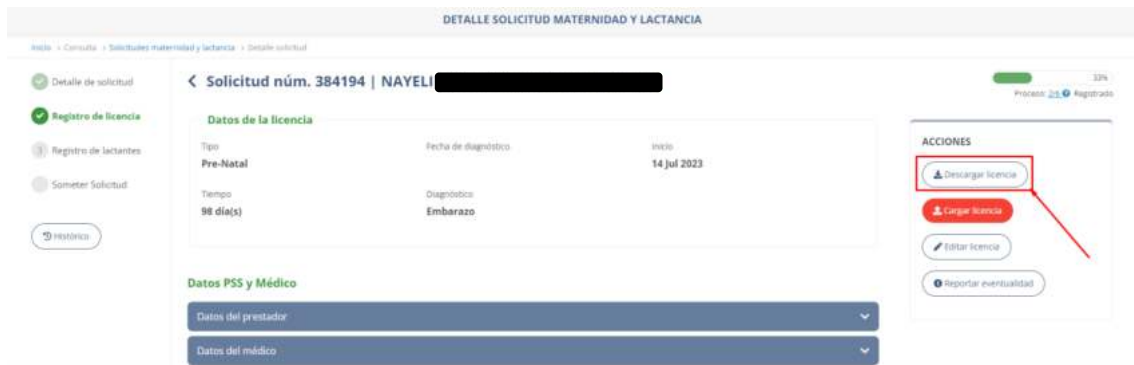 DETALLE SOLICITUD MATERNIDAD Y LACTANCIA
Inicio > Consulta > Solicitudes maternidad y lactancia > Detalle solicitud
Detalle de solicitud
Registro de licencia
3 Registro de lactantes
Someter Solicitud
Histórico
Solicitud núm. 384194 | NAYELI
33%
Proceso: 2/6 Registrado
Datos de la licencia
Tipo
Pre-Natal
Fecha de diagnóstico
Inicio
14 Jul 2023
Tiempo
98 día(s)
Diagnóstico
Embarazo
Datos PSS y Médico
Datos del prestador
Datos del médico
ACCIONES
Descargar licencia
Cargar licencia
Editar licencia
Reportar eventualidad